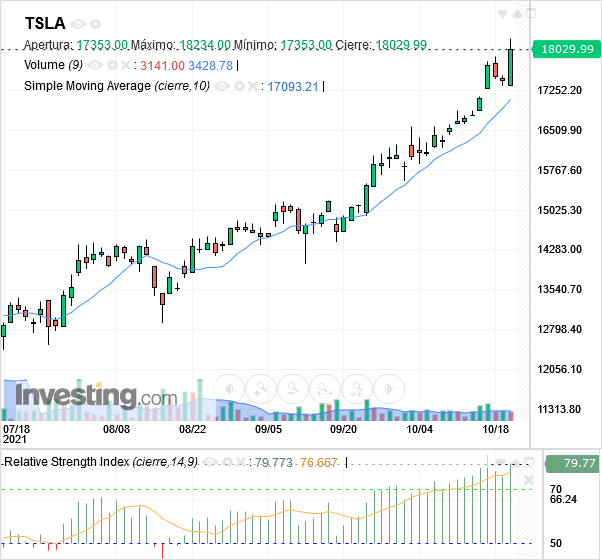 TSLA
Apertura: 17353.00 Máximo: 18234.00 Mínimo: 17353.00 Cierre: 18029.99
18029.99
Volume (9) : 3141.00 3428.78
Simple Moving Average (cierre,10) : 17093.21
17252.20
16509.90
15767.60
15025.30
14283.00
13540.70
12798.40
12056.10
Investing.com
11313.80
07/18 08/08 08/22 09/05 09/20 10/04 10/18
2021
Relative Strength Index (cierre,14,9) : 79.773 76.667
79.77
70
66.24
50